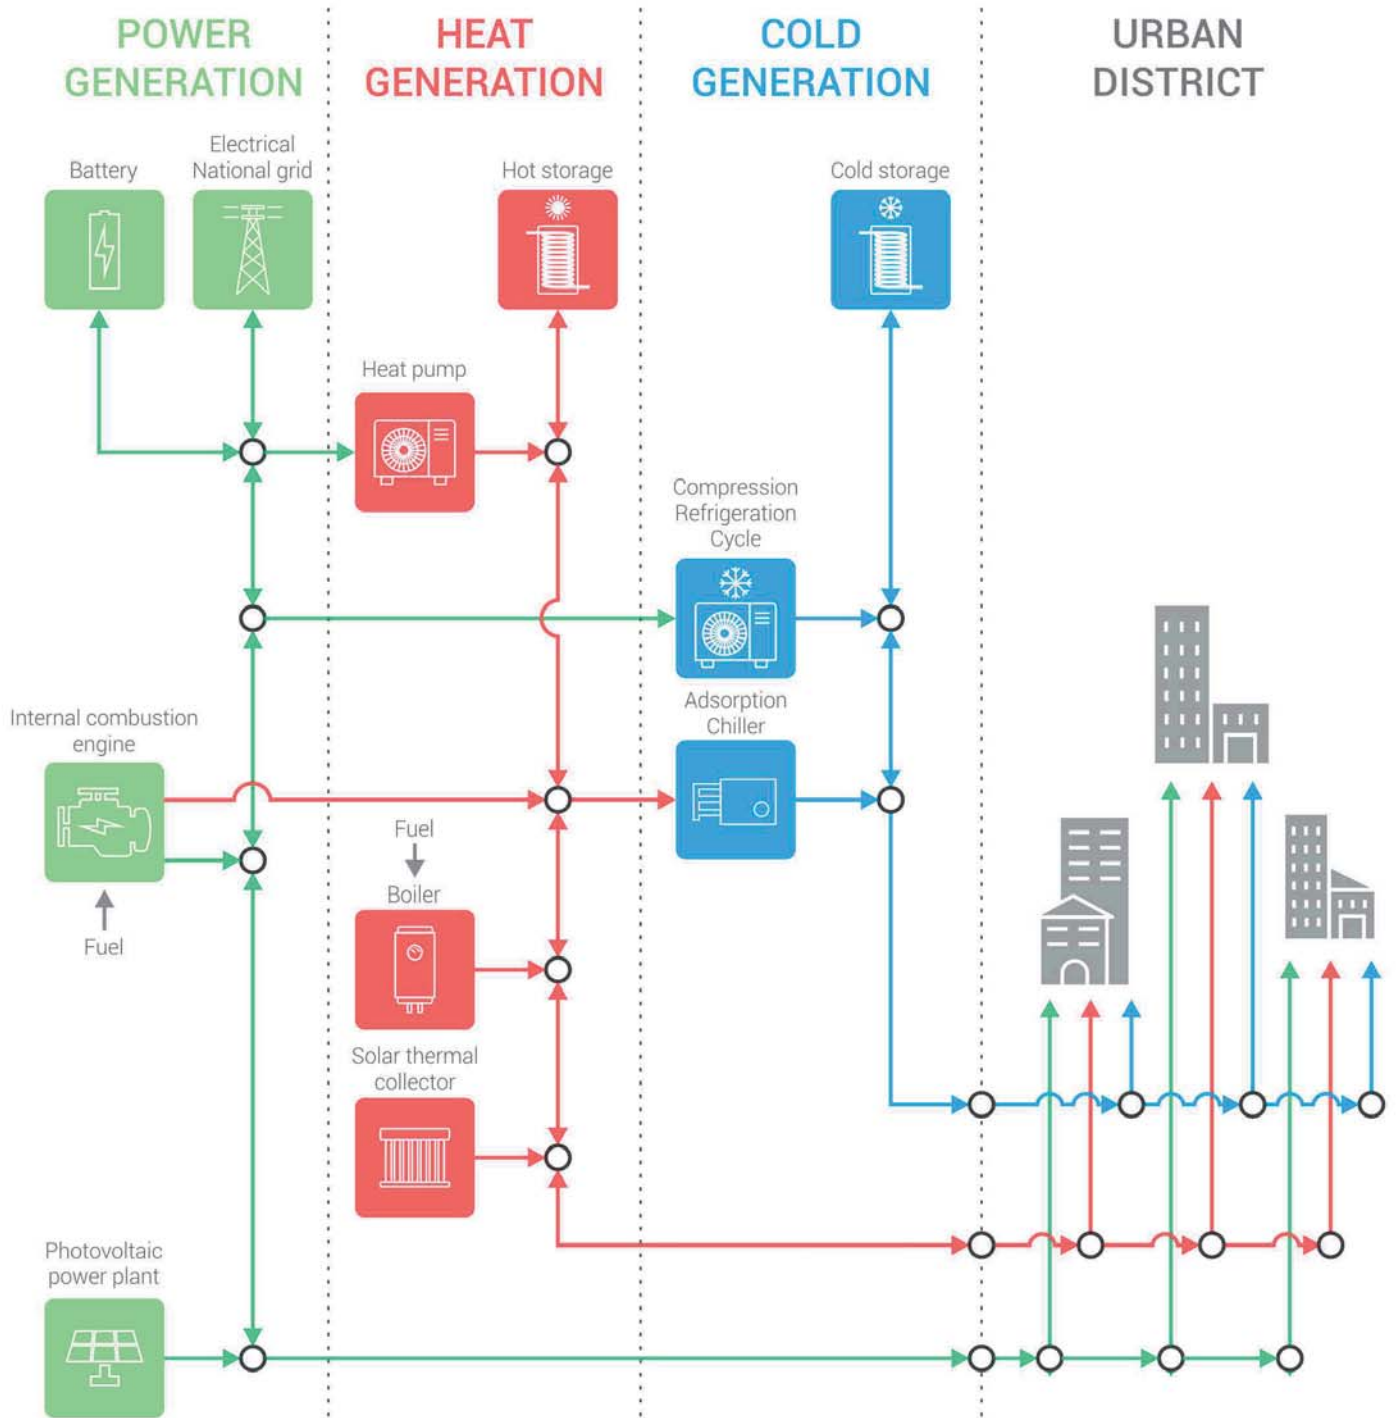 POWER
GENERATION
HEAT
GENERATION
COLD
GENERATION
URBAN
DISTRICT
Battery
Electrical
National grid
Hot storage
Cold storage
Heat pump
Compression
Refrigeration
Cycle
Internal combustion
engine
Adsorption
Chiller
Fuel
Boiler
Fuel
Solar thermal
collector
Photovoltaic
power plant